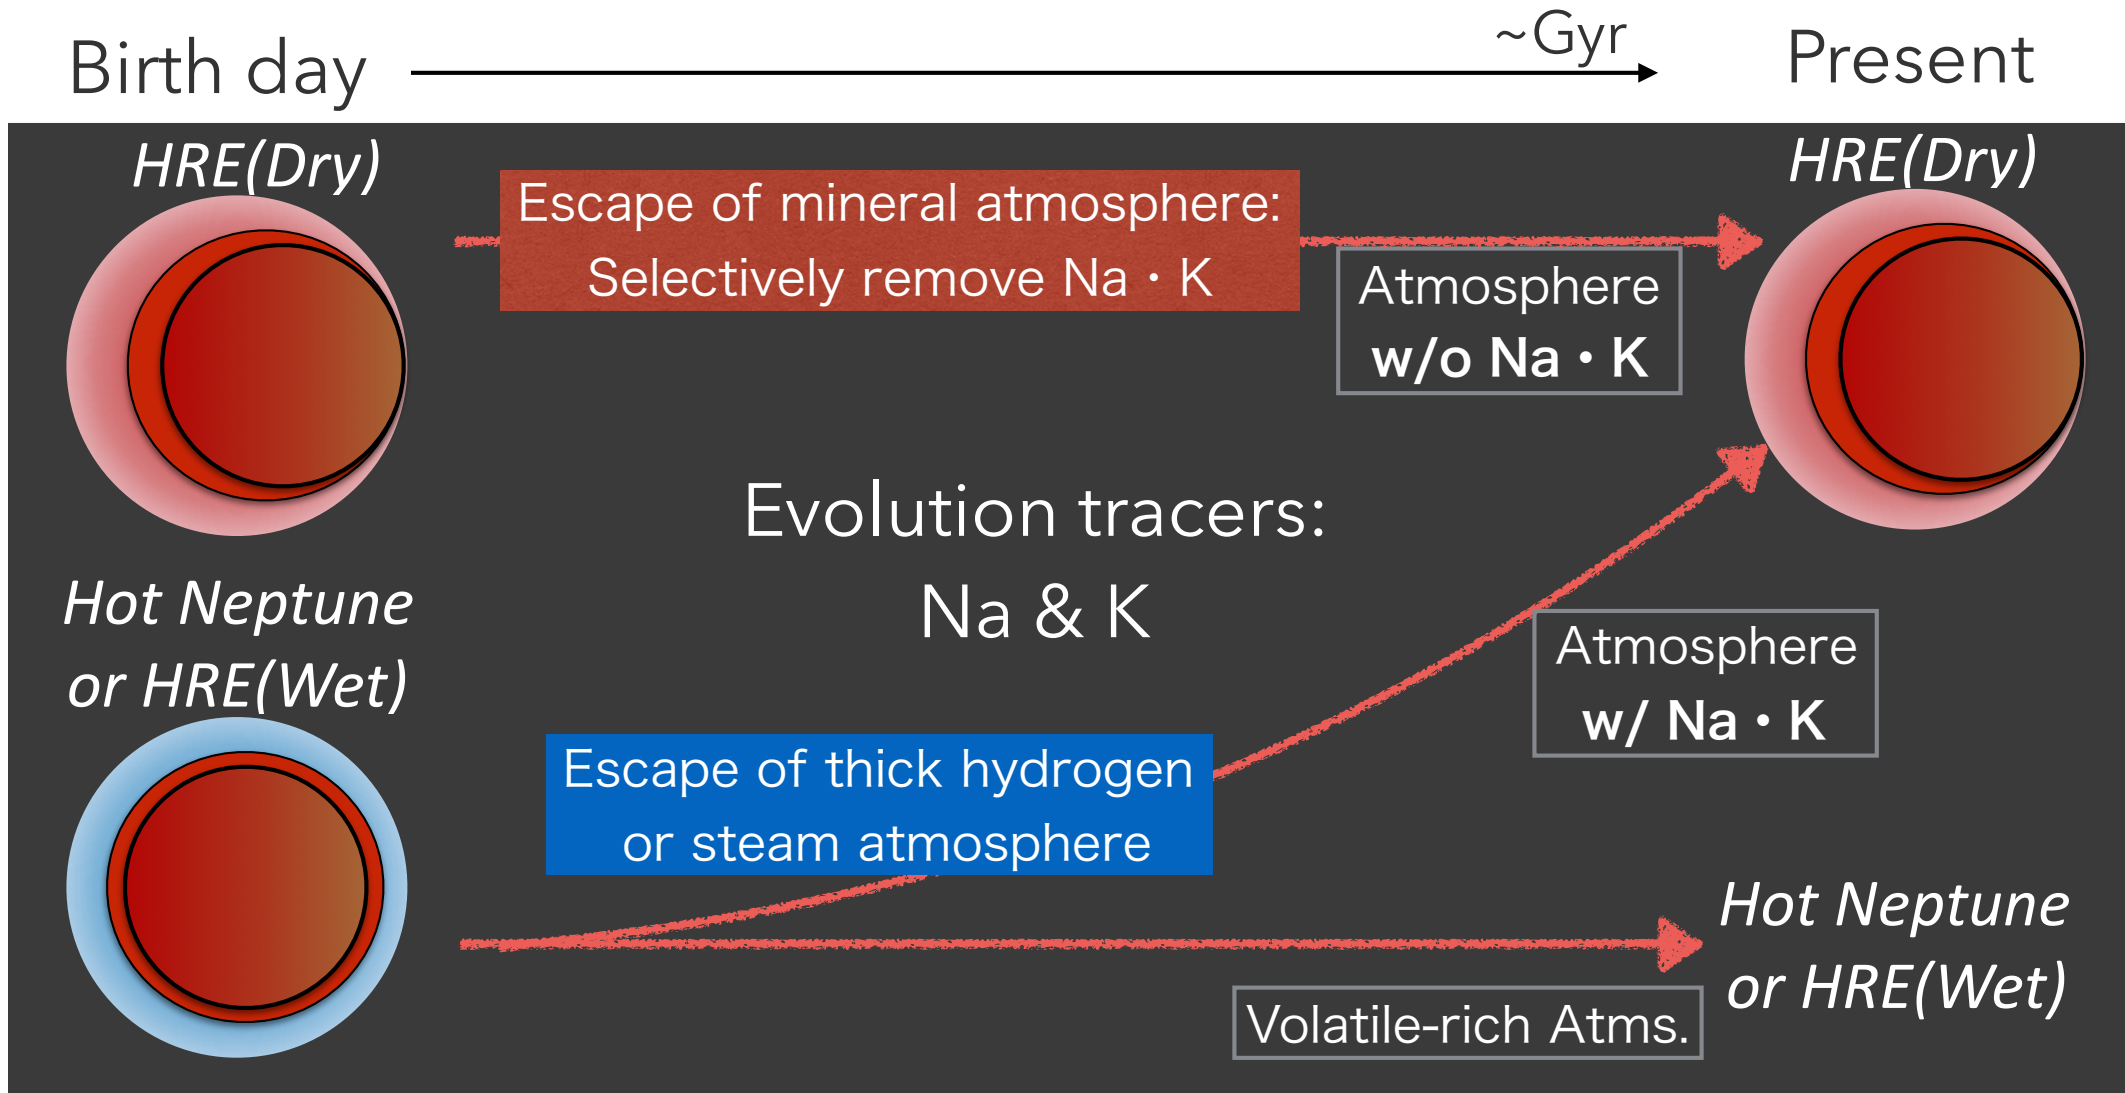 Birth day
~Gyr
Present
HRE(Dry)
HRE(Dry)
Escape of mineral atmosphere:
Selectively remove Na・K
Atmosphere
w/o Na・K
Evolution tracers:
Na & K
Hot Neptune
or HRE(Wet)
Atmosphere
w/ Na・K
Escape of thick hydrogen
or steam atmosphere
Hot Neptune
or HRE(Wet)
Volatile-rich Atms.